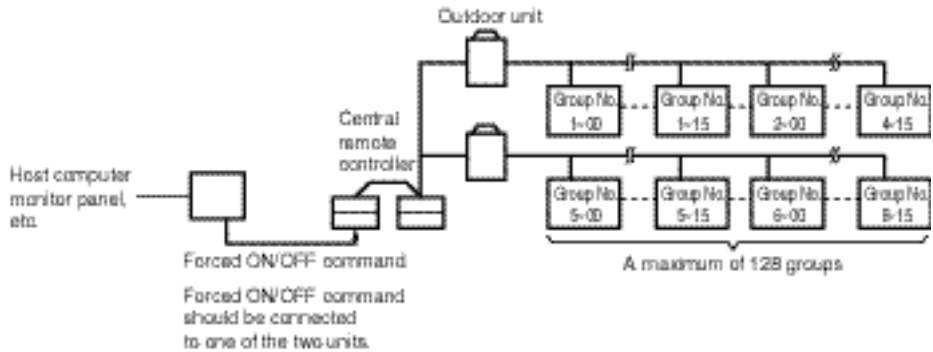 Outdoor unit
Group No.
1-00
Group No.
1-15
Group No.
2-00
Group No.
4-15
Central
remote
controller
Host computer
monitor panel,
etc.
Group No.
5-00
Group No.
5-15
Group No.
6-00
Group No.
8-15
Forced ON/OFF command
A maximum of 128 groups
Forced ON/OFF command
should be connected
to one of the two units.